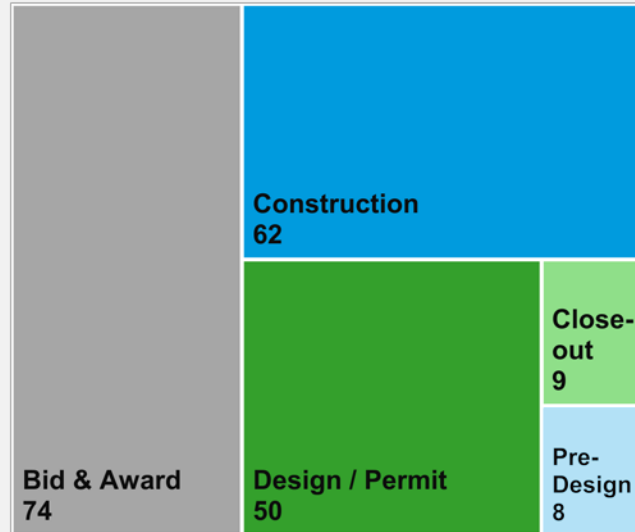 Construction
62
Close-
out
9
Bid & Award
74
Design / Permit
50
Pre-
Design
8